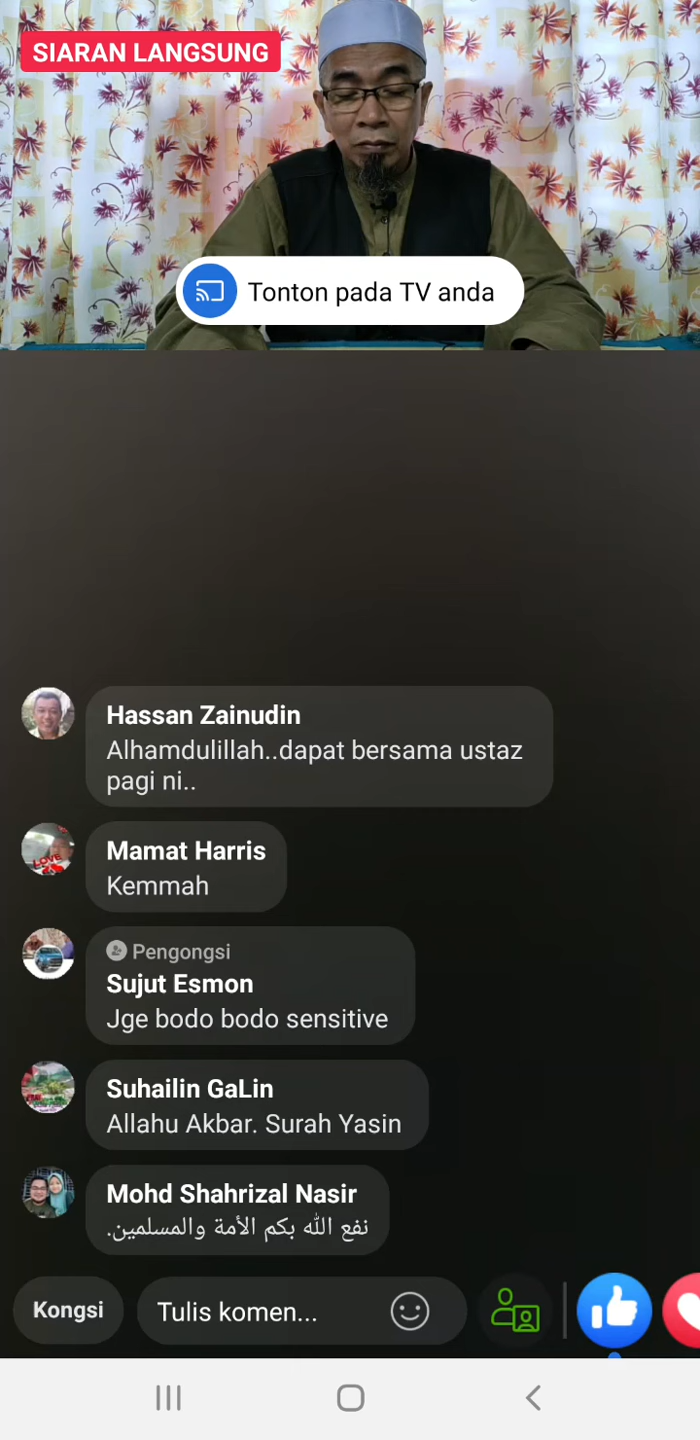 SIARAN LANGSUNG
Tonton pada TV anda
Hassan Zainudin
Alhamdulillah..dapat bersama ustaz
pagi ni..
Mamat Harris
Kemmah
Pengongsi
Sujut Esmon
Jge bodo bodo sensitive
Suhailin GaLin
Allahu Akbar. Surah Yasin
Mohd Shahrizal Nasir
نفع الله بكم الأمة والمسلمين.
Kongsi
Tulis komen...